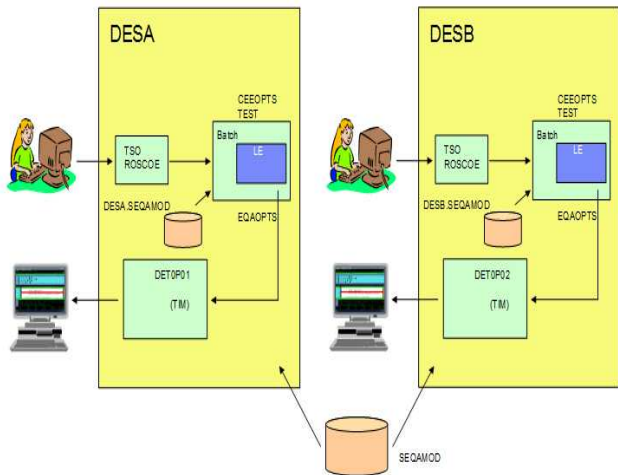 DESA
CEEOPTS
TEST
Batch
LE
TSO
ROSCOE
DESA.SEQAMOD
EQAOPTS
DET0P01
(TIM)
DESB
CEEOPTS
TEST
Batch
LE
TSO
ROSCOE
DESB.SEQAMOD
EQAOPTS
DET0P02
(TIM)
SEQAMOD